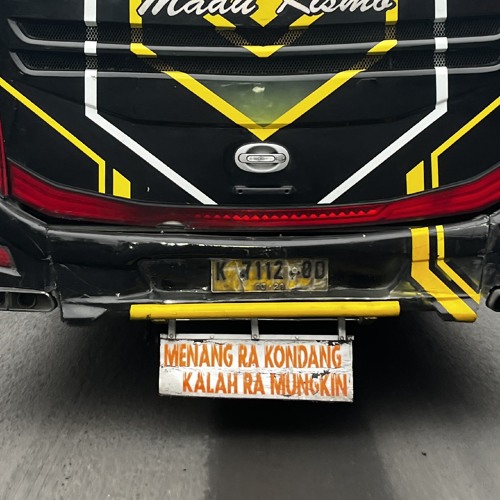 Madu Kismo
K 7112 OD
MENANG RA KONDANG
KALAH RA MUNGKIN